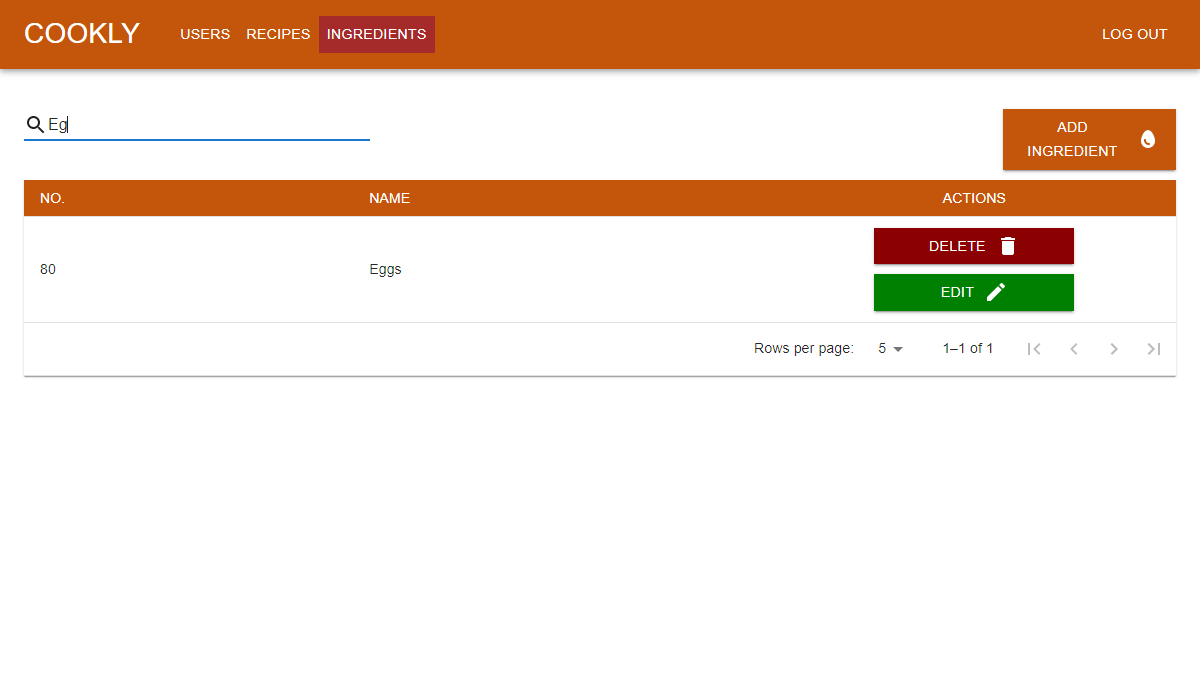 COOKLY USERS RECIPES INGREDIENTS LOG OUT
Eg
ADD
INGREDIENT
NO. NAME ACTIONS
80 Eggs
DELETE
EDIT
Rows per page: 5 1–1 of 1